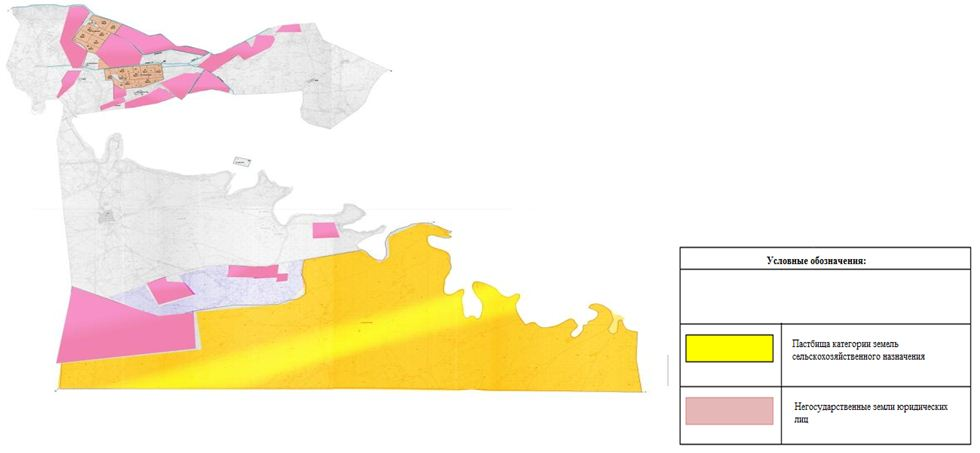 Условные обозначения:
Пастбища категории земель
сельскохозяйственного назначения
Негосударственные земли юридических
лиц